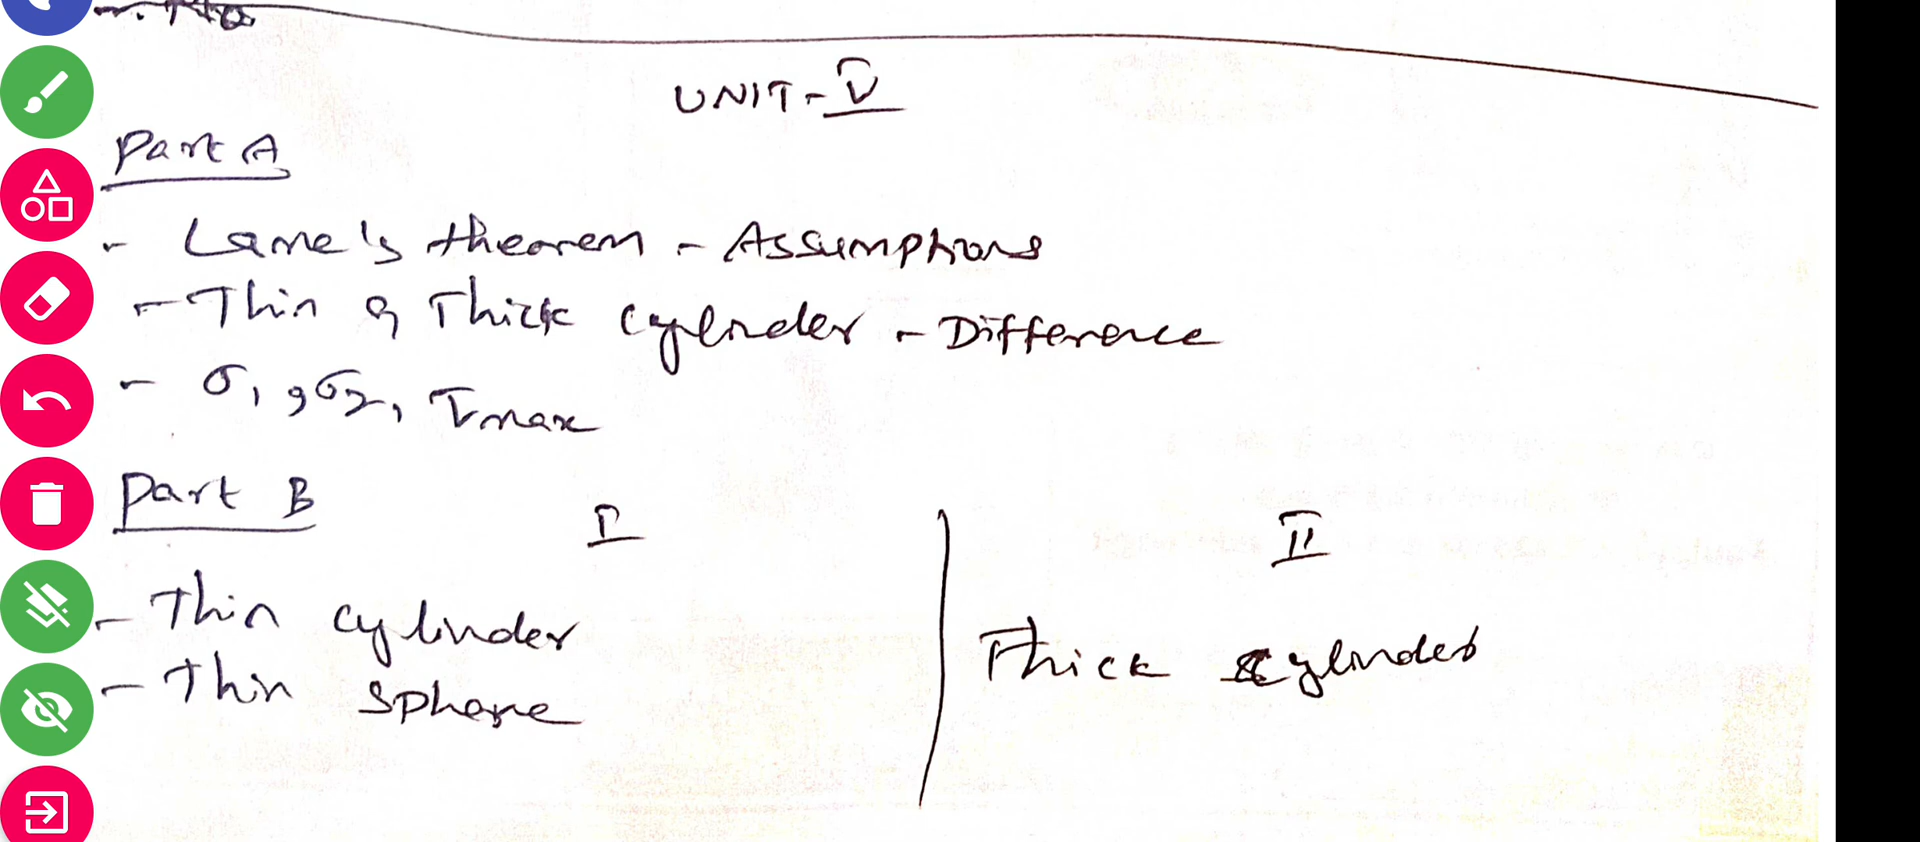 UNIT - V
Part A
- Lame's theorem - Assumptions
- Thin & Thick cylinder - Difference
- σ1, σ2, τmax
Part B
I
- Thin cylinder
- Thin sphere
II
Thick cylinder